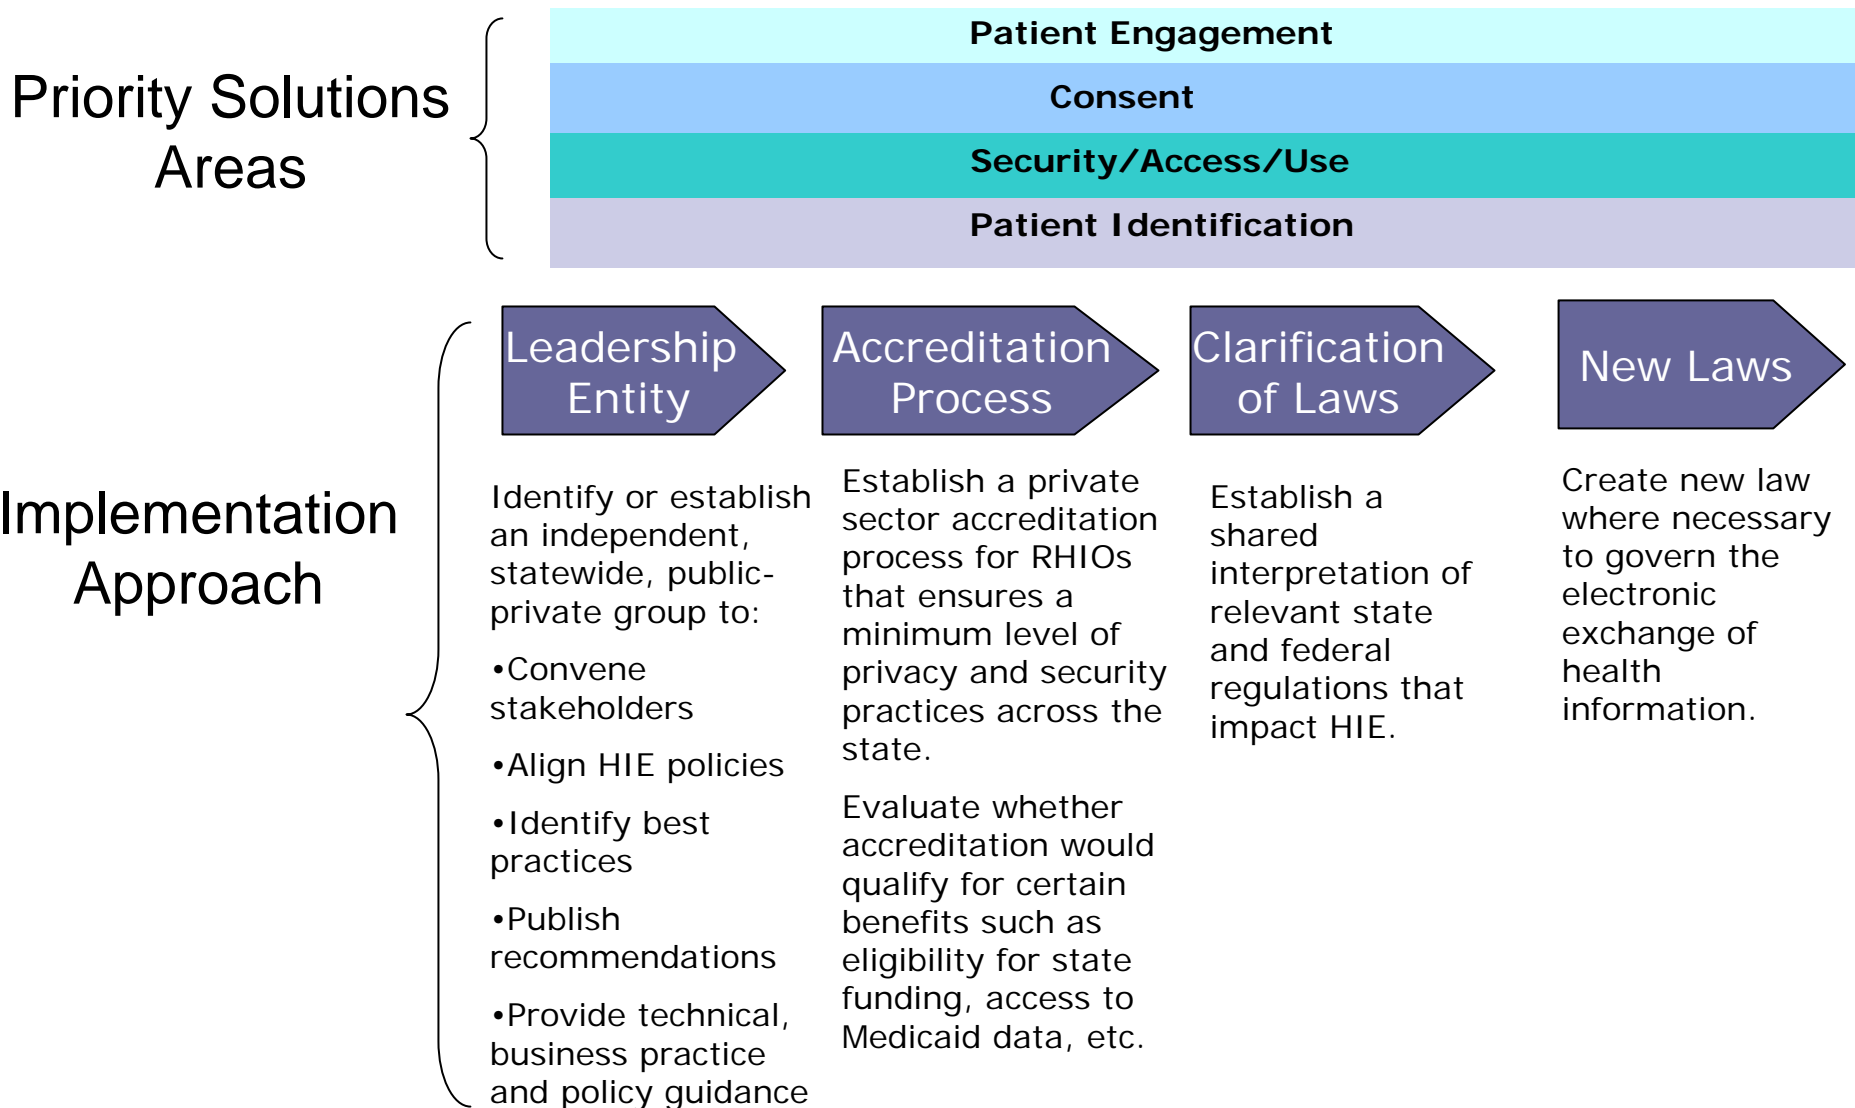 Priority Solutions
Areas
Patient Engagement
Consent
Security/Access/Use
Patient Identification
Implementation
Approach
Leadership
Entity
Identify or establish
an independent,
statewide, public-
private group to:
•Convene
stakeholders
•Align HIE policies
•Identify best
practices
•Publish
recommendations
•Provide technical,
business practice
and policy guidance
Accreditation
Process
Establish a private
sector accreditation
process for RHIOs
that ensures a
minimum level of
privacy and security
practices across the
state.
Evaluate whether
accreditation would
qualify for certain
benefits such as
eligibility for state
funding, access to
Medicaid data, etc.
Clarification
of Laws
Establish a
shared
interpretation of
relevant state
and federal
regulations that
impact HIE.
New Laws
Create new law
where necessary
to govern the
electronic
exchange of
health
information.